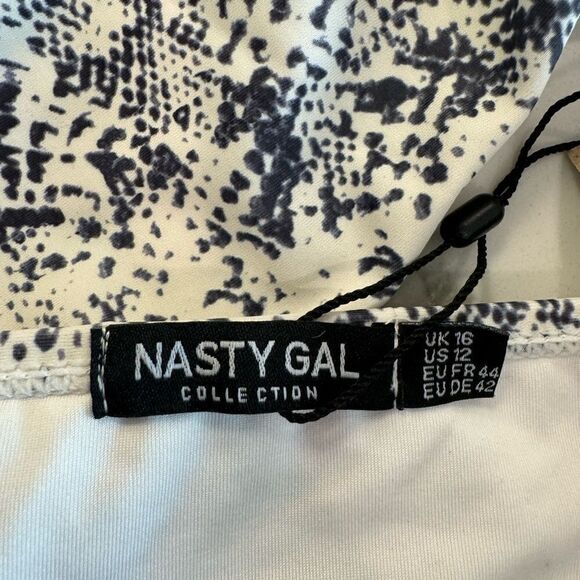 NASTY GAL
COLLECTION
UK 16
US 12
EU FR 44
EU DE 42